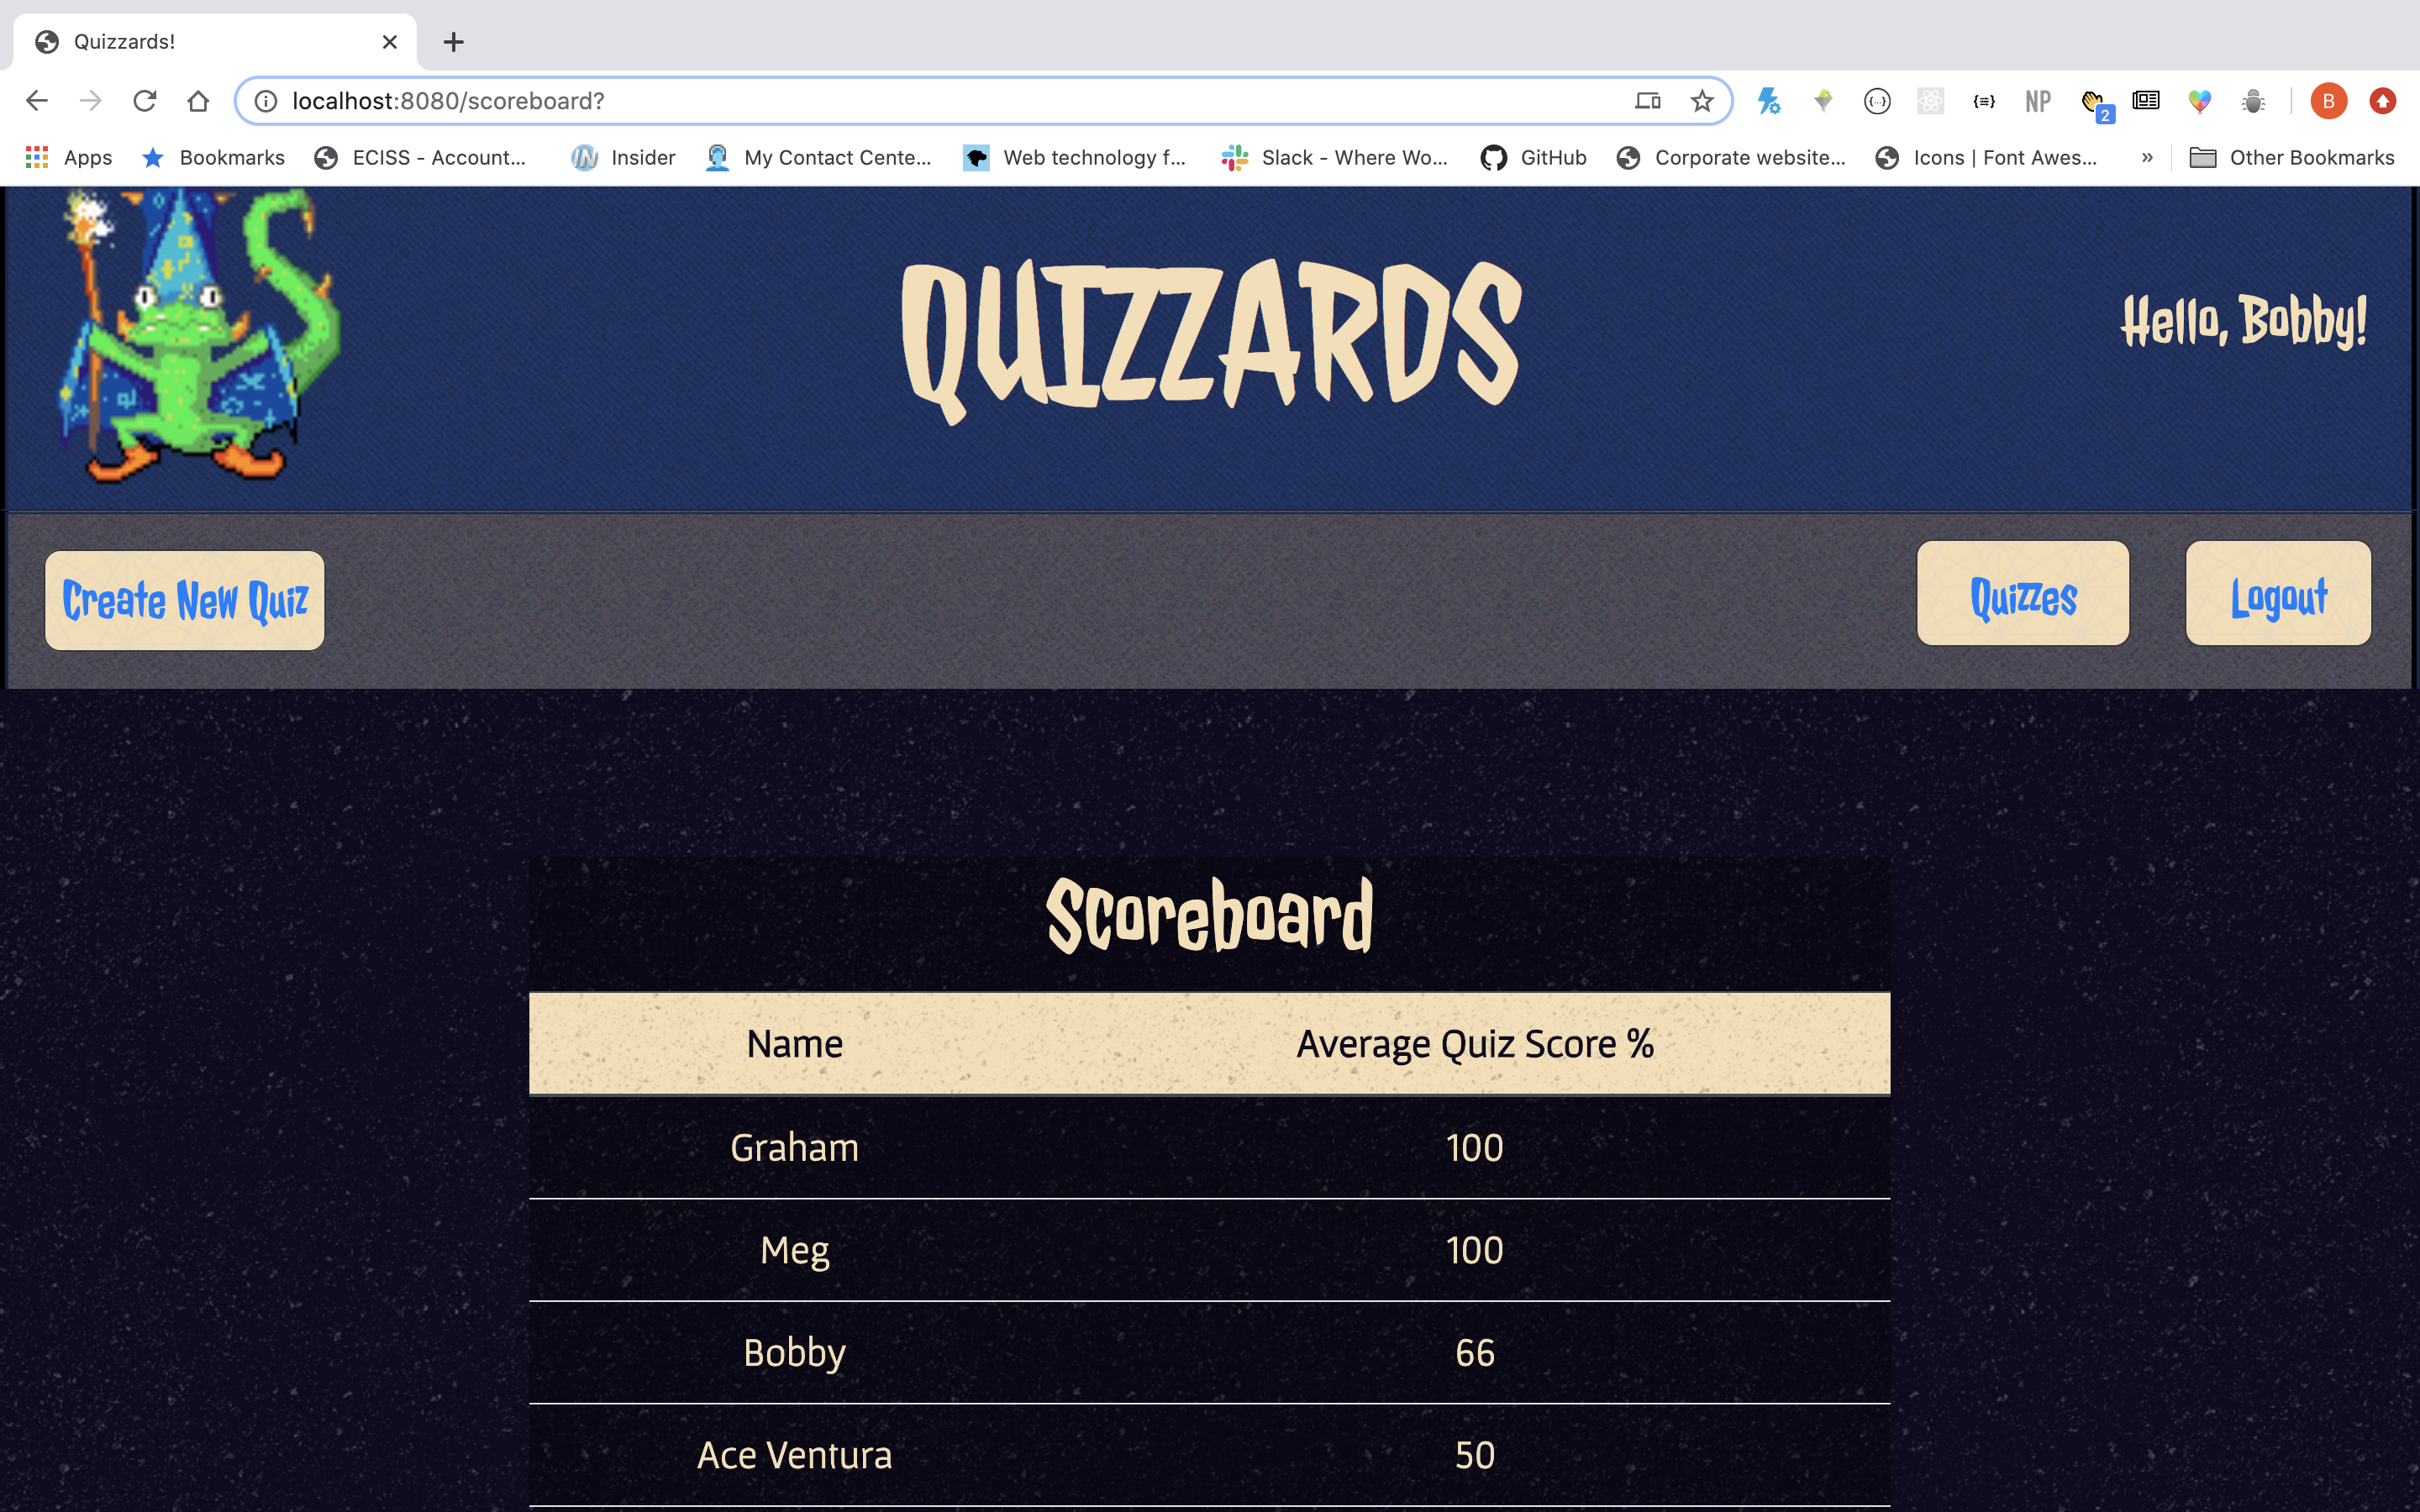 Quizzards!
localhost:8080/scoreboard?
NP
2
B
Apps Bookmarks ECISS - Account... Insider My Contact Cente... Web technology f... Slack - Where Wo... GitHub Corporate website... Icons | Font Awes... » Other Bookmarks
QUIZZARDS
Hello, Bobby!
Create New Quiz
Quizzes
Logout
Scoreboard
Name Average Quiz Score %
Graham 100
Meg 100
Bobby 66
Ace Ventura 50